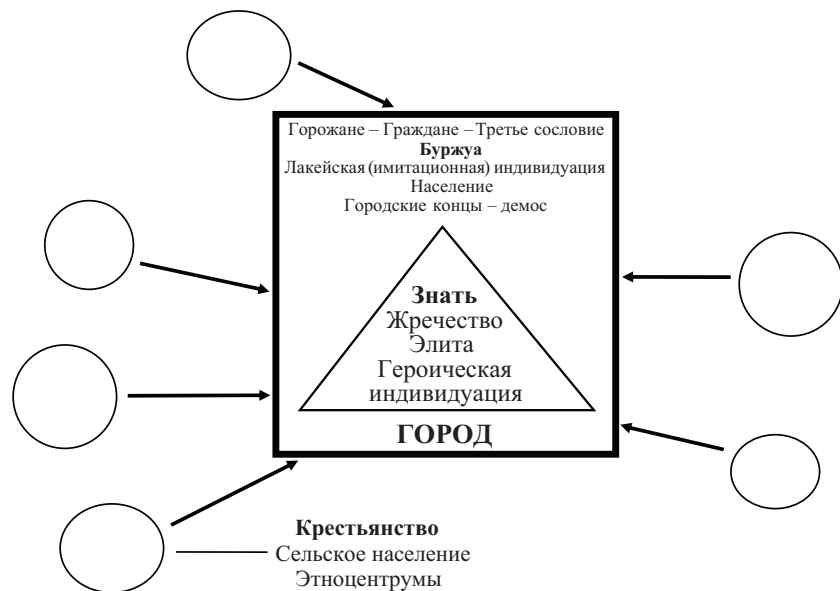 Горожане – Граждане – Третье сословие
Буржуа
Лакейская (имитационная) индивидуация
Население
Городские концы – демос
Знать
Жречество
Элита
Героическая
индивидуация
ГОРОД
Крестьянство
Сельское население
Этноцентрумы